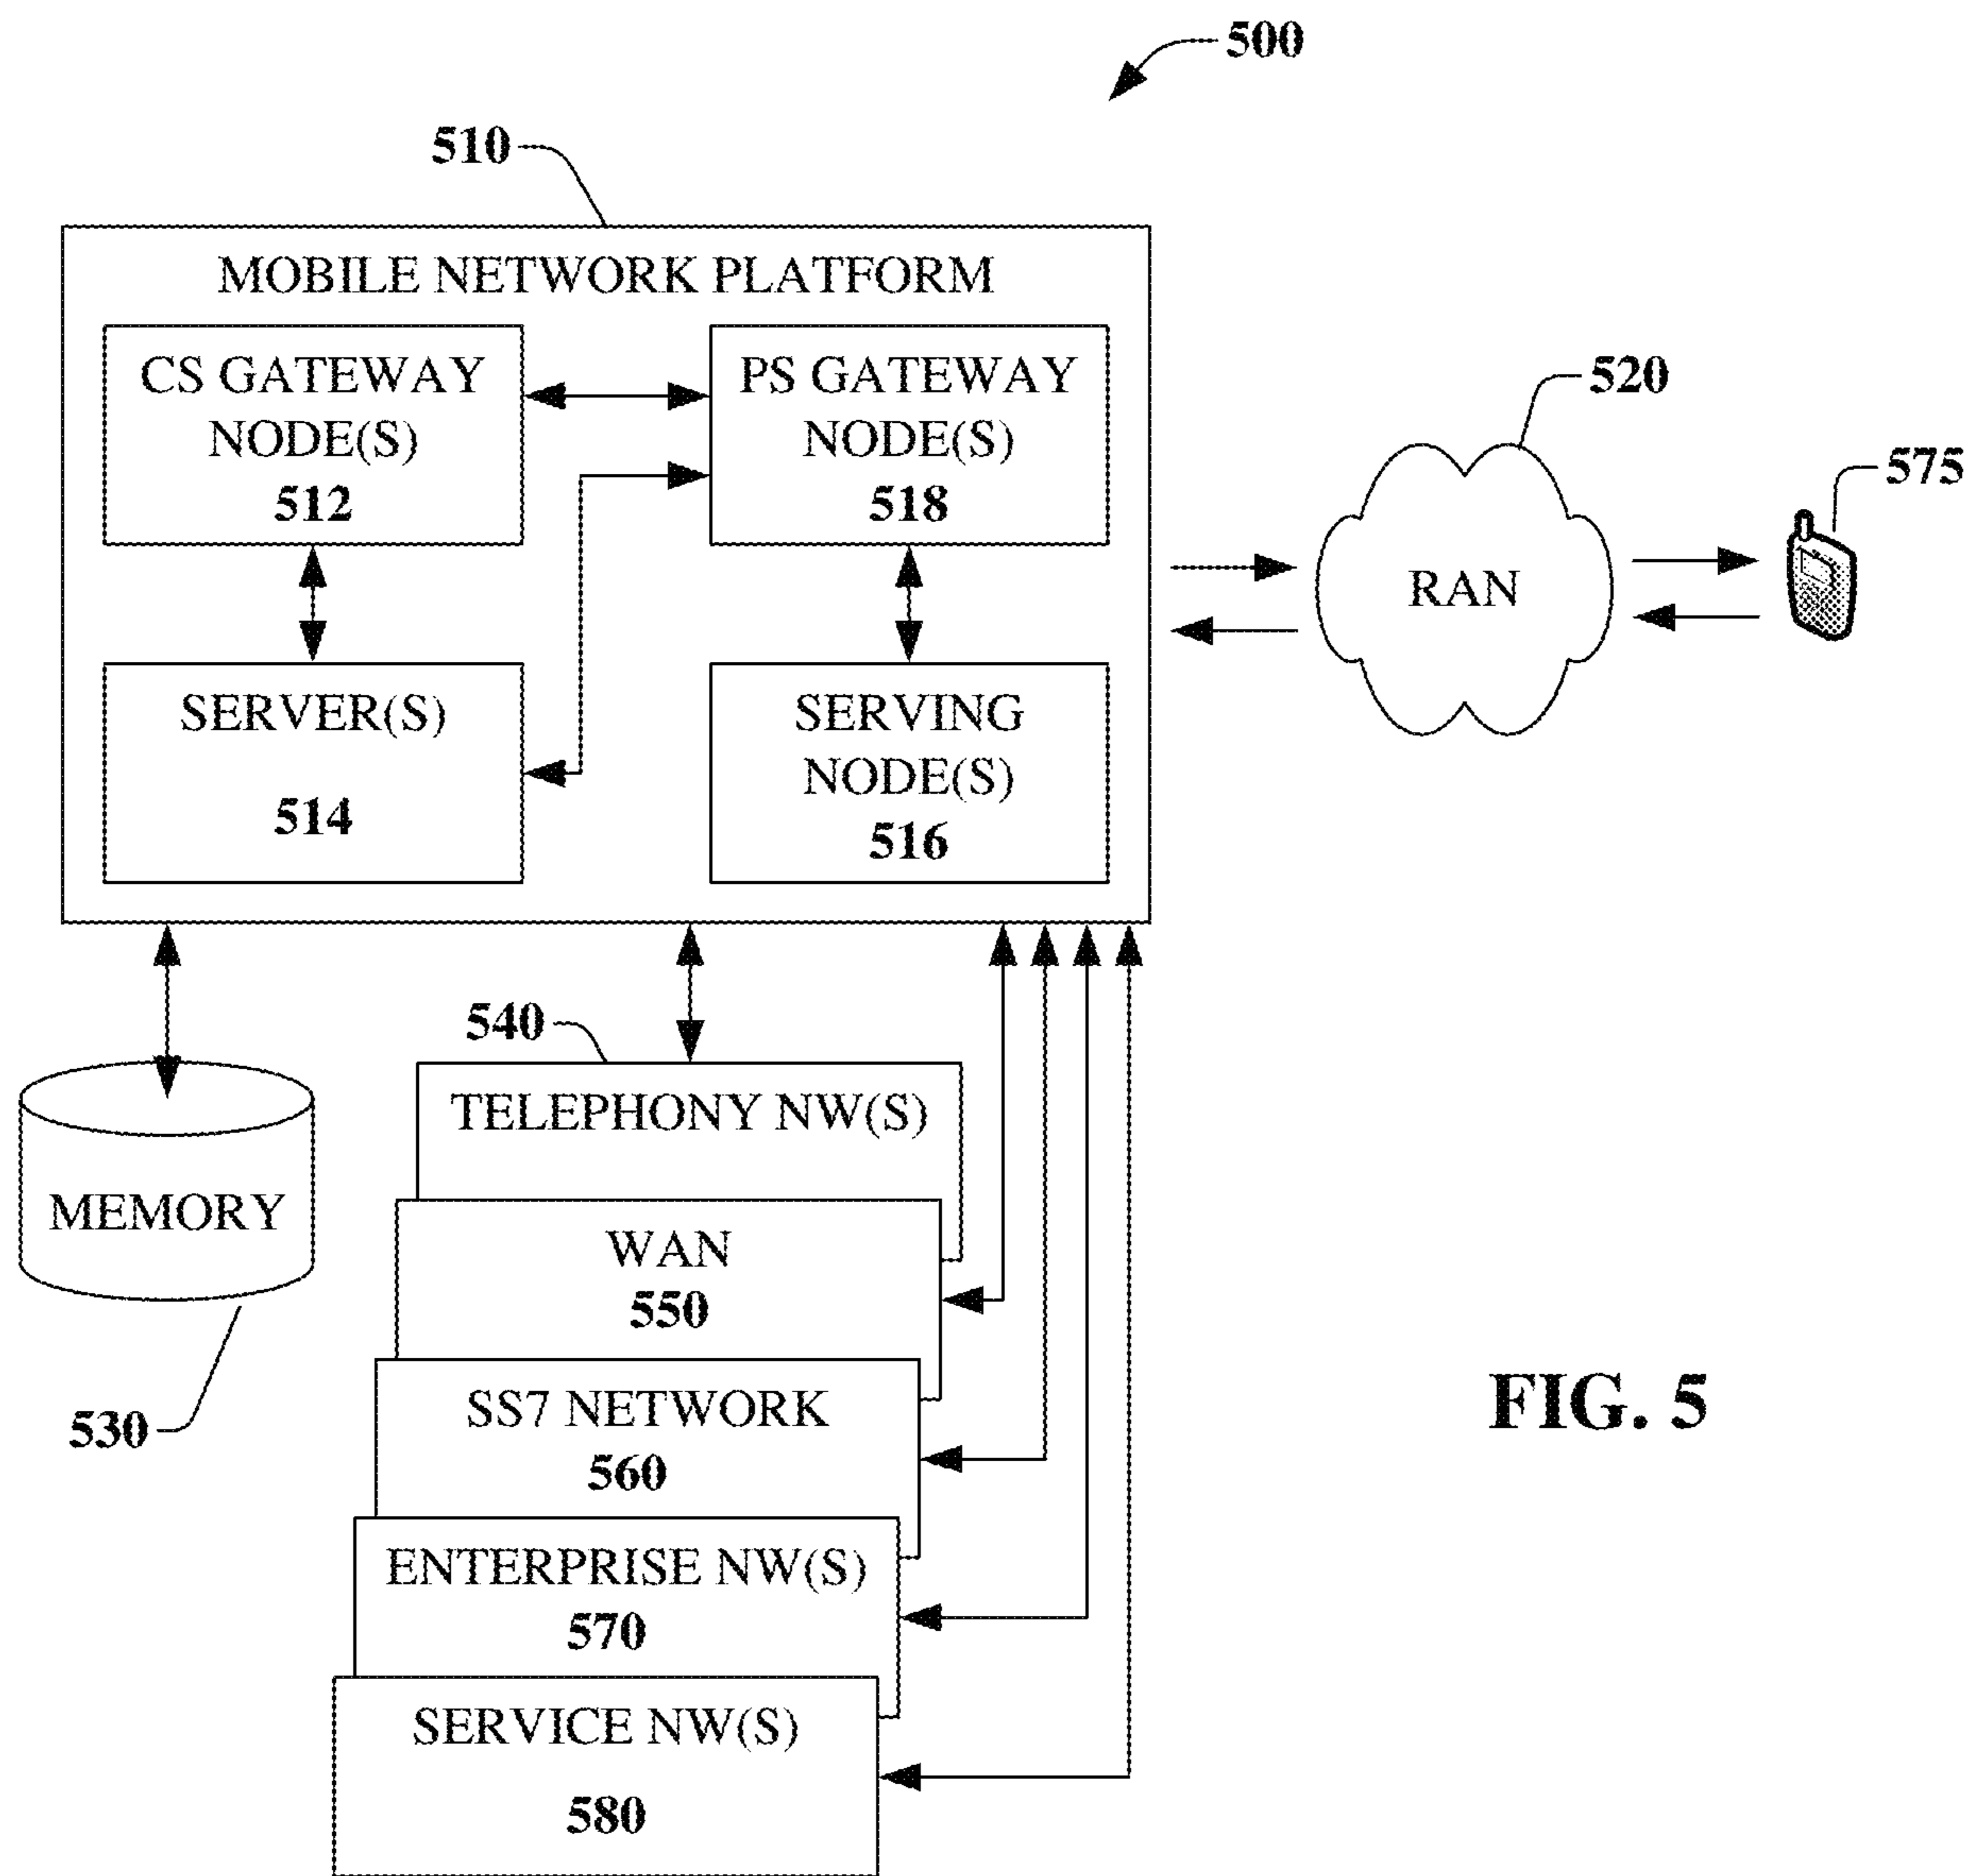 500
510
MOBILE NETWORK PLATFORM
CS GATEWAY
NODE(S)
512
PS GATEWAY
NODE(S)
518
SERVER(S)
514
SERVING
NODE(S)
516
520
RAN
575
540
TELEPHONY NW(S)
MEMORY
530
WAN
550
SS7 NETWORK
560
ENTERPRISE NW(S)
570
SERVICE NW(S)
580
FIG. 5